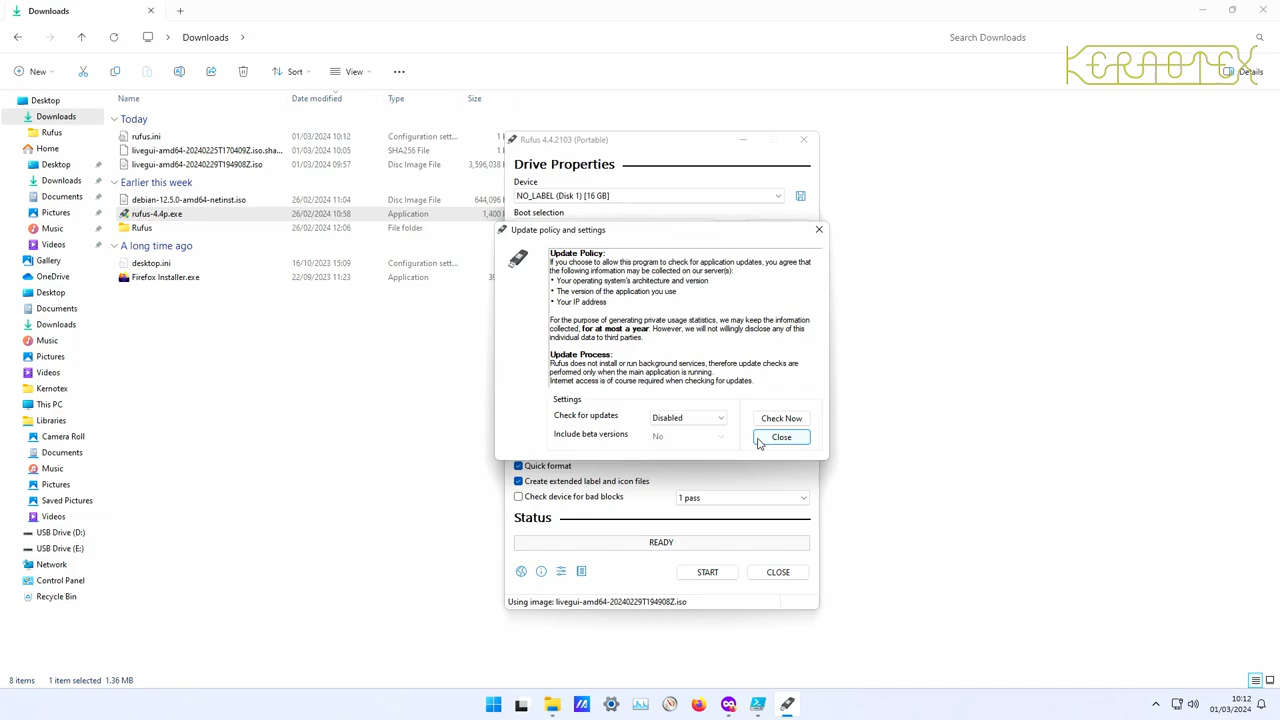 Downloads
Downloads
Search Downloads
KERNOTEX
New
Sort
View
Details
Name
Date modified
Type
Size
Desktop
Downloads
Rufus
Home
Desktop
Downloads
Documents
Pictures
Music
Videos
Gallery
OneDrive
Desktop
Documents
Downloads
Music
Pictures
Videos
Kernotex
This PC
Libraries
Camera Roll
Documents
Music
Pictures
Saved Pictures
Videos
USB Drive (D:)
USB Drive (E:)
Network
Control Panel
Recycle Bin
Today
rufus.ini 01/03/2024 10:12 Configuration sett... 1
livegui-amd64-20240225T170409Z.iso.sha... 01/03/2024 10:05 SHA256 File 1
livegui-amd64-20240229T194908Z.iso 01/03/2024 09:57 Disc Image File 3,596,038
Earlier this week
debian-12.5.0-amd64-netinst.iso 26/02/2024 11:04 Disc Image File 644,096
rufus-4.4p.exe 26/02/2024 10:58 Application 1,400
Rufus 26/02/2024 12:06 File folder
A long time ago
desktop.ini 16/10/2023 15:09 Configuration sett...
Firefox Installer.exe 22/09/2023 11:23 Application
Rufus 4.4.2103 (Portable)
Drive Properties
Device
NO_LABEL (Disk 1) [16 GB]
Boot selection
Update policy and settings
Update Policy:
If you choose to allow this program to check for application updates, you agree that
the following information may be collected on our server(s):
• Your operating system's architecture and version
• The version of the application you use
• Your IP address
For the purpose of generating private usage statistics, we may keep the information
collected, for at most a year. However, we will not willingly disclose any of this
individual data to third parties.
Update Process:
Rufus does not install or run background services, therefore update checks are
performed only when the main application is running.
Internet access is of course required when checking for updates.
Settings
Check for updates Disabled Check Now
Include beta versions No Close
Quick format
Create extended label and icon files
Check device for bad blocks 1 pass
Status
READY
START CLOSE
Using image: livegui-amd64-20240229T194908Z.iso
8 items 1 item selected 1.36 MB
10:12
01/03/2024